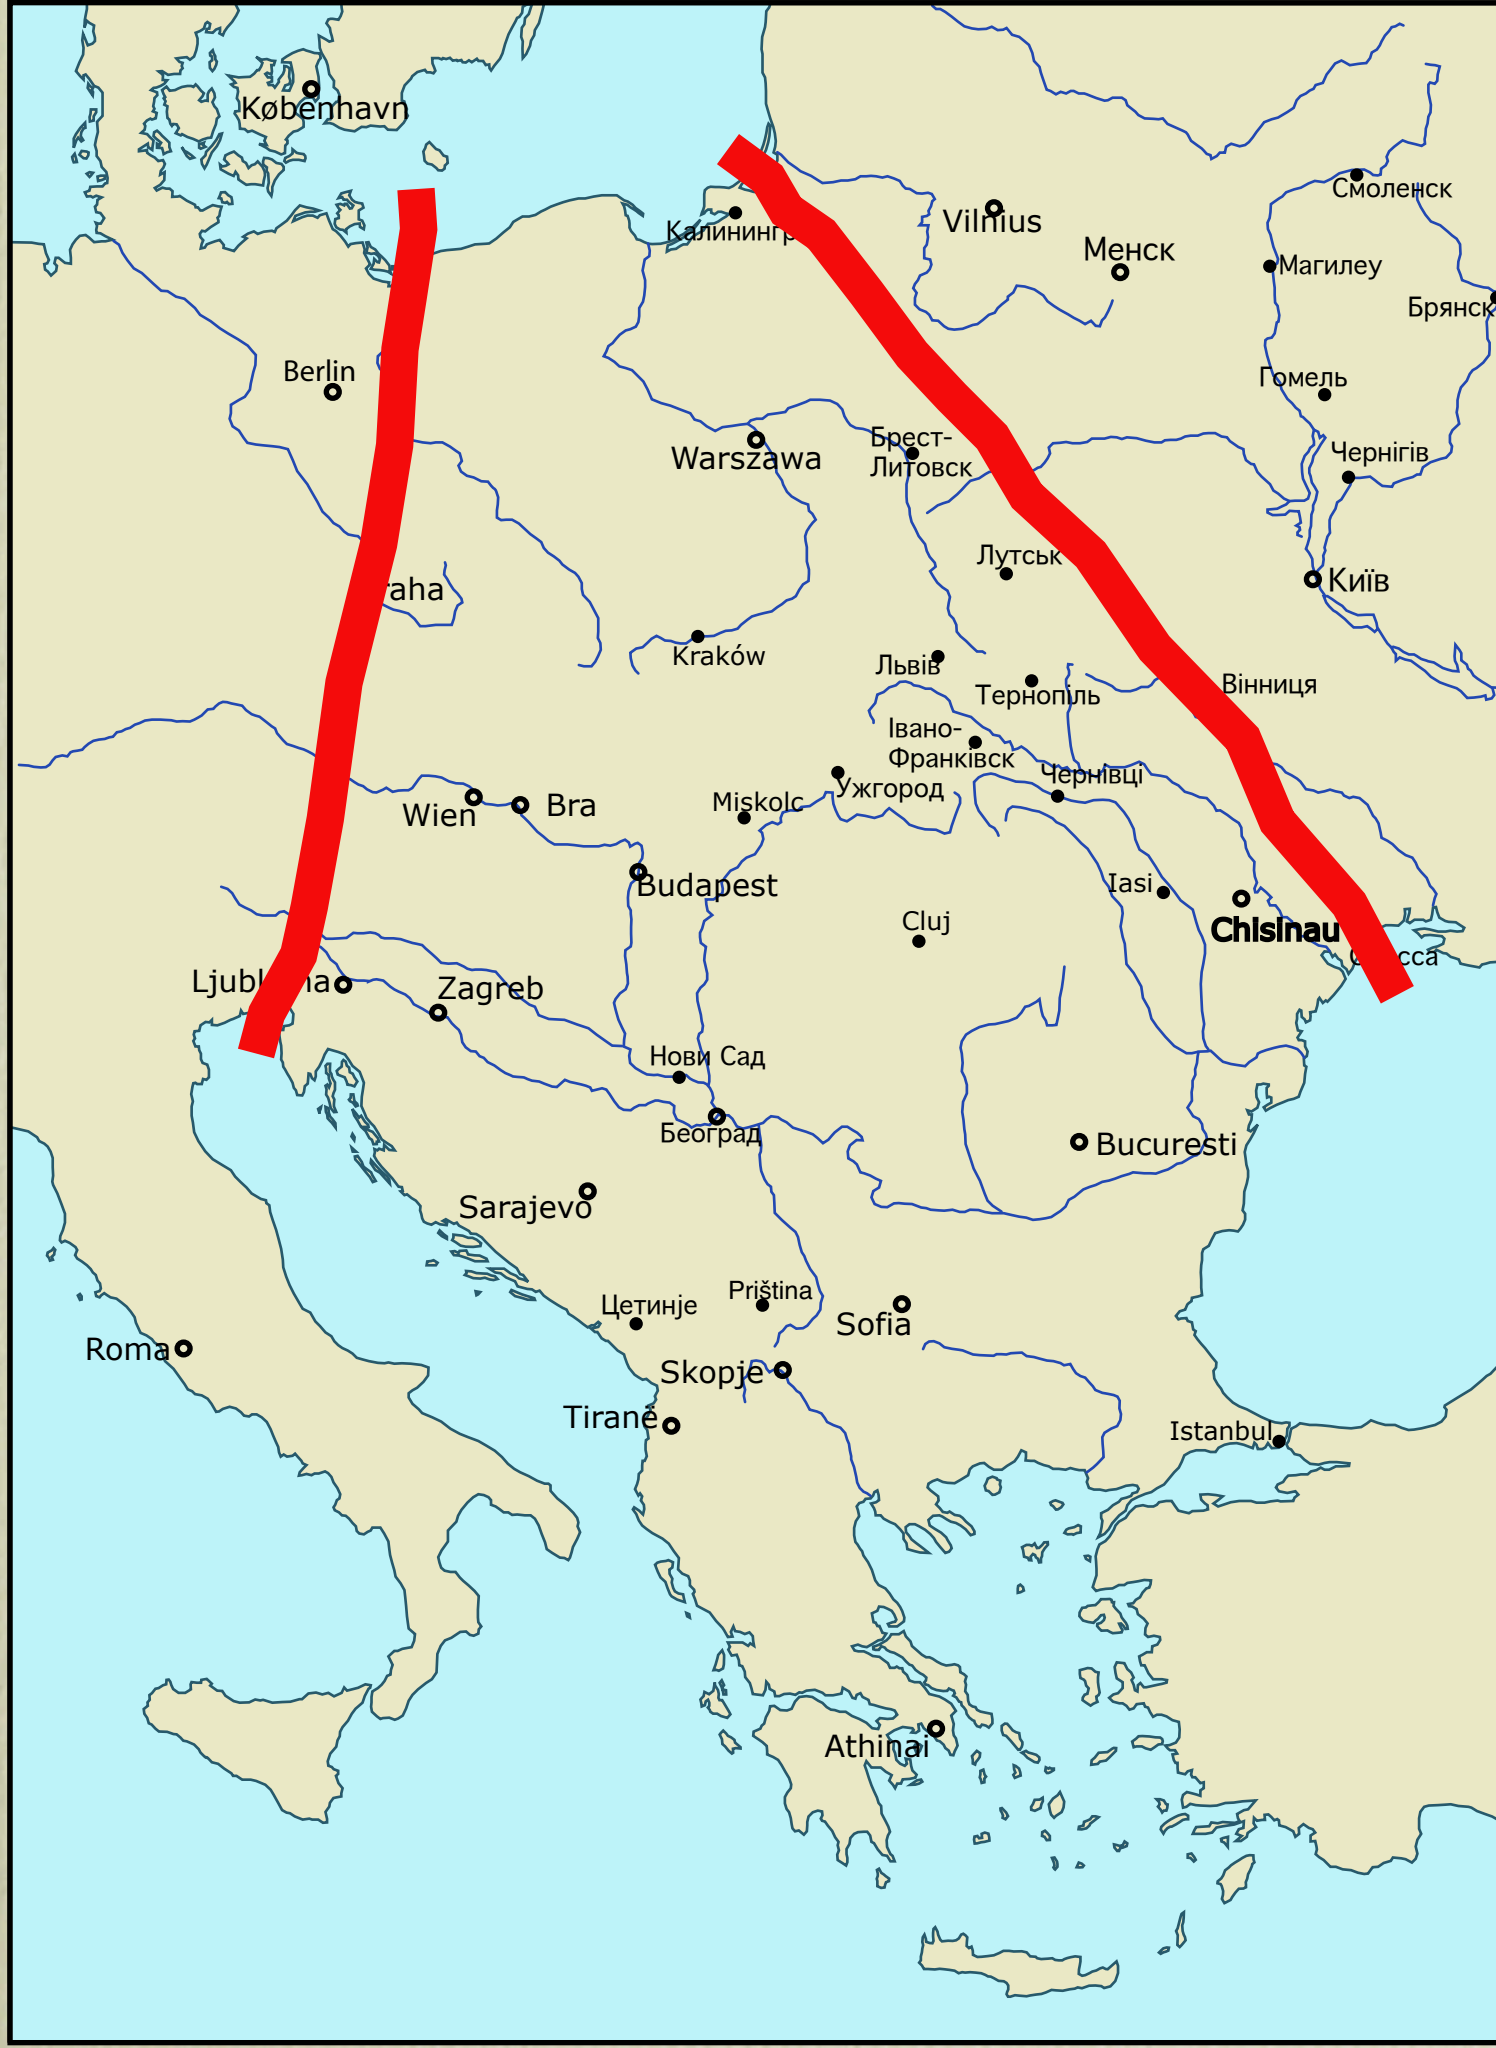 København
Смоленск
Vilnius
Калинингр
Менск
Магилеу
Брянск
Berlin
Гомель
Брест-
Литовск
Warszawa
Чернігів
Лутськ
Київ
raha
Kraków
Львів
Тернопіль
Вінниця
Івано-
Франківск
Чернівці
Ужгород
Miskolc
Wien
Bra
Budapest
Iasi
Cluj
Chisinau
Ljubl
na
Zagreb
Нови Сад
Београд
Bucuresti
Sarajevo
Priština
Цетинје
Sofia
Roma
Skopje
Tiranë
Istanbul
Athinai